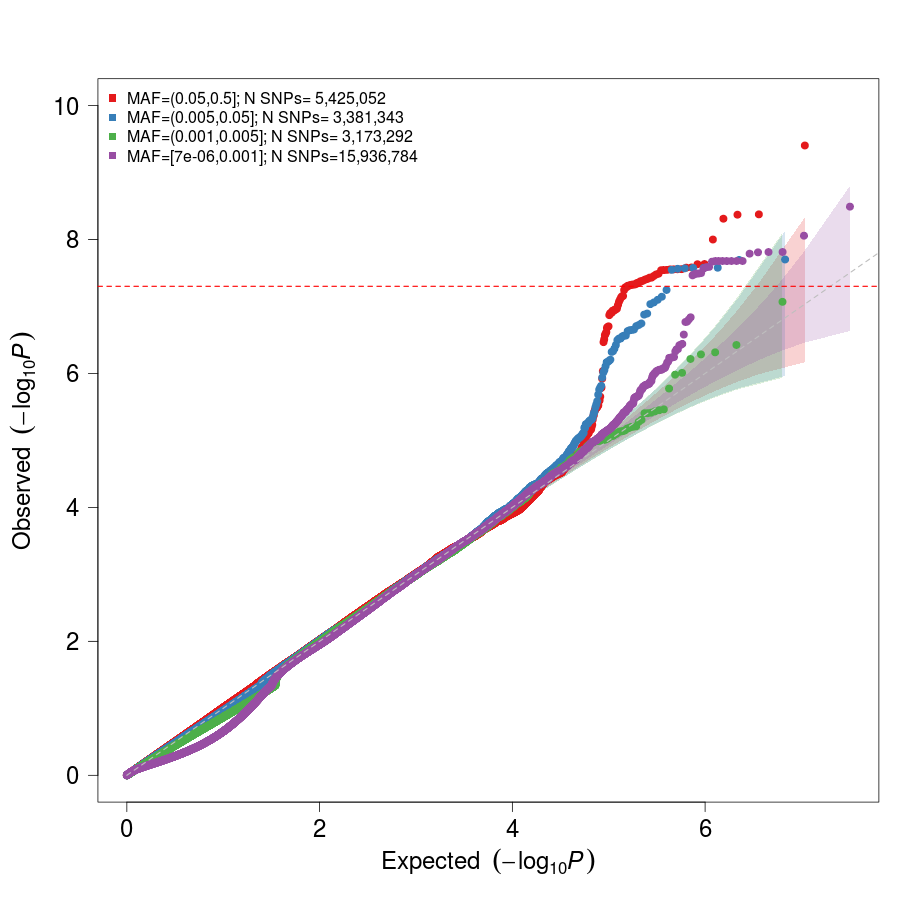 MAF=(0.05,0.5]; N SNPs= 5,425,052
MAF=(0.005,0.05]; N SNPs= 3,381,343
MAF=(0.001,0.005]; N SNPs= 3,173,292
MAF=[7e-06,0.001]; N SNPs=15,936,784
10
8
6
4
2
0
Observed (−log10P)
0 2 4 6
Expected (−log10P)